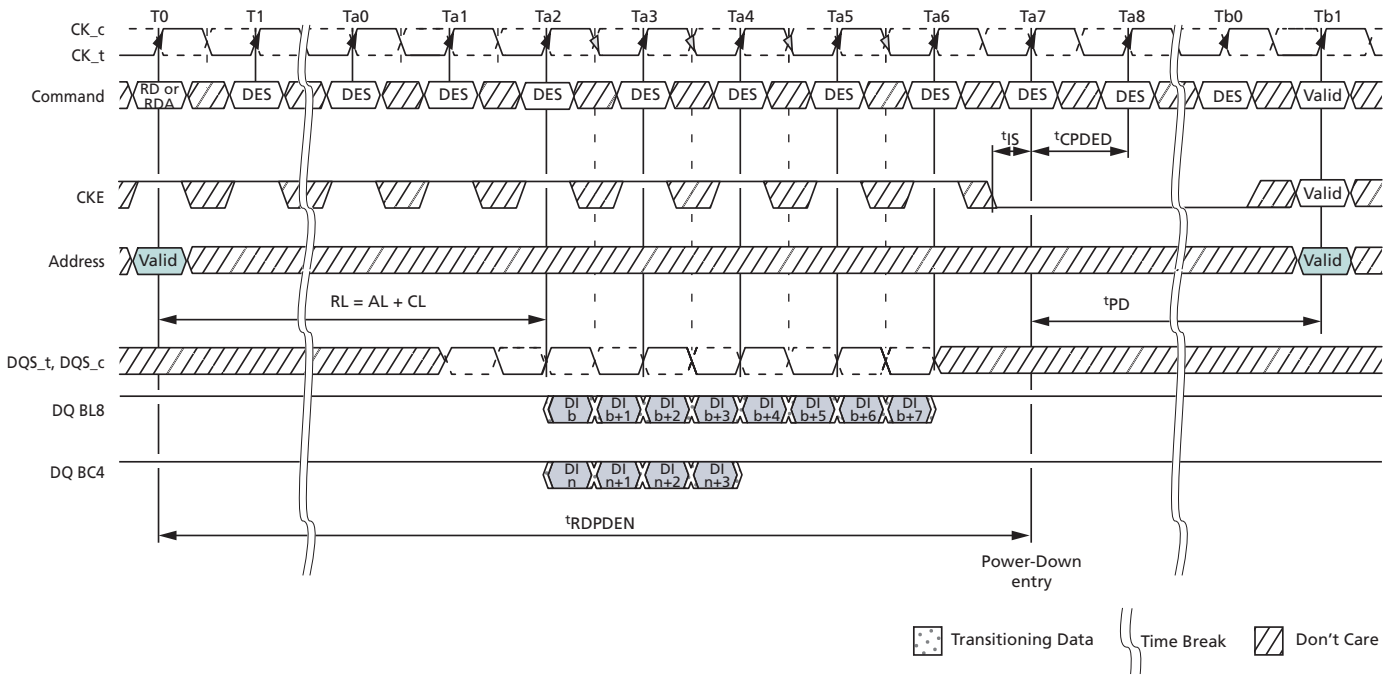 T0 T1 Ta0 Ta1 Ta2 Ta3 Ta4 Ta5 Ta6 Ta7 Ta8 Tb0 Tb1
CK_c
CK_t
Command RD or RDA DES DES DES DES DES DES DES DES DES DES DES Valid
tIS tCPDED
CKE Valid
Address Valid Valid
RL = AL + CL tPD
DQS_t, DQS_c
DQ BL8 DI b DI b+1 DI b+2 DI b+3 DI b+4 DI b+5 DI b+6 DI b+7
DQ BC4 DI n DI n+1 DI n+2 DI n+3
tRDPDEN
Power-Down
entry
Transitioning Data Time Break Don't Care